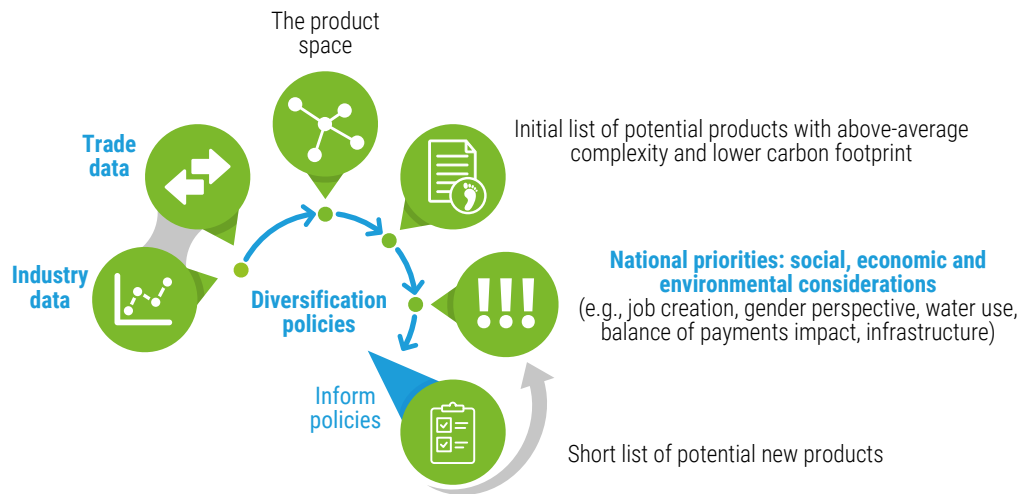 The product
space
Trade
data
Initial list of potential products with above-average
complexity and lower carbon footprint
Industry
data
Diversification
policies
National priorities: social, economic and
environmental considerations
(e.g., job creation, gender perspective, water use,
balance of payments impact, infrastructure)
!!!
Inform
policies
Short list of potential new products